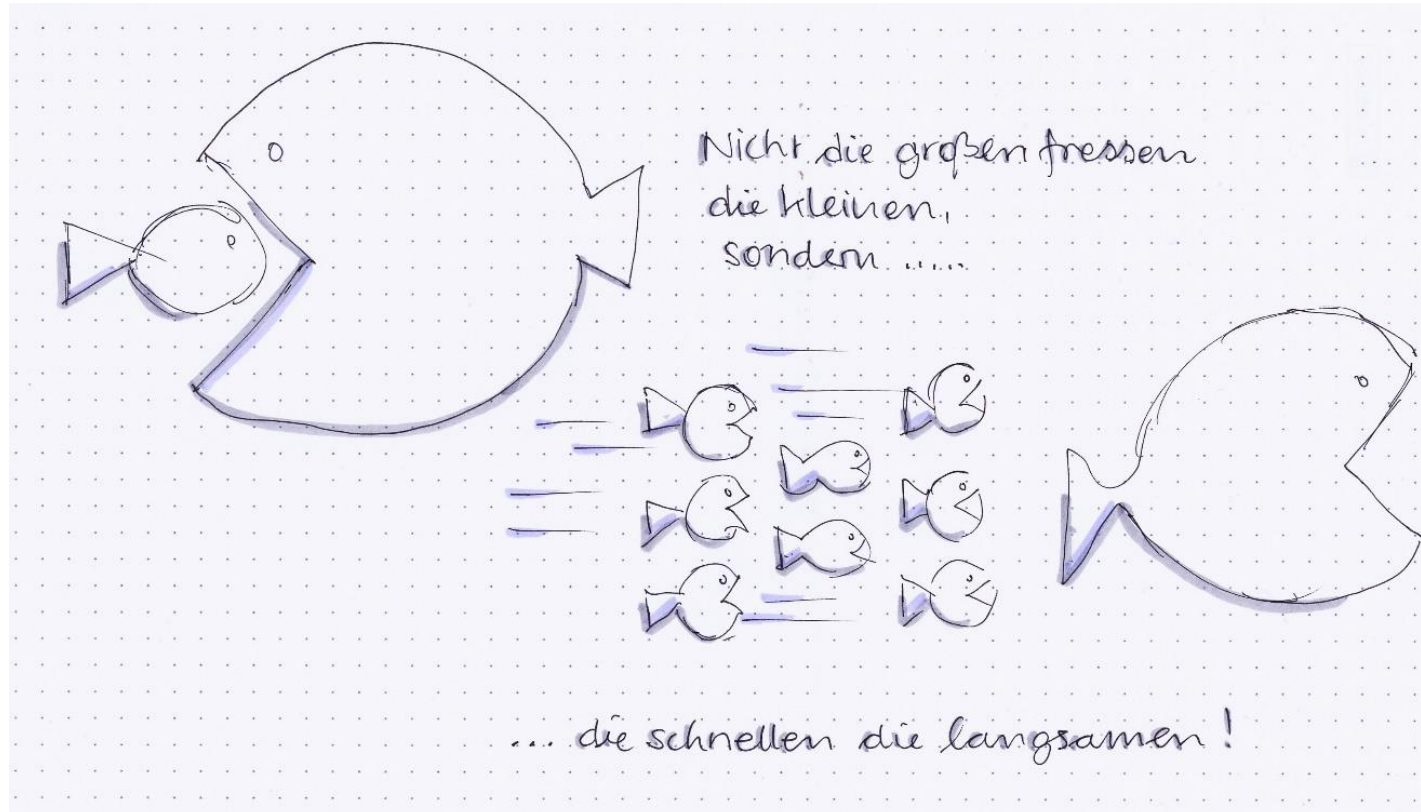 Nicht die großen fressen
die kleinen,
sondern .....
... die schnellen die langsamen !